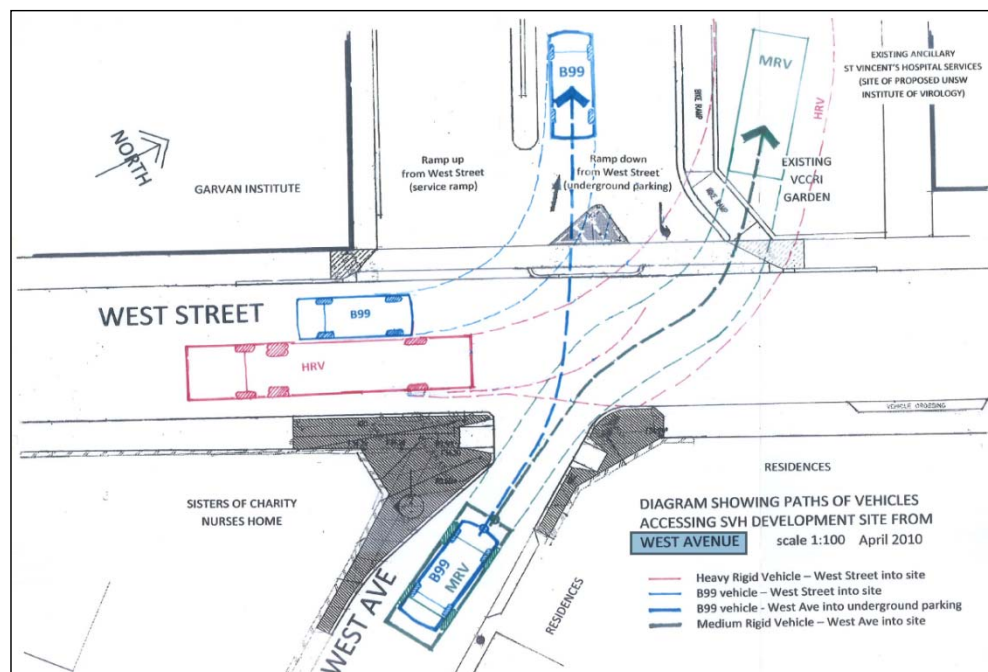 B99
MRV
EXISTING ANCILLARY
ST VINCENT'S HOSPITAL SERVICES
(SITE OF PROPOSED UNSW
INSTITUTE OF VIROLOGY)
BIKE RAMP
HRV
NORTH
GARVAN INSTITUTE
Ramp up
from West Street
(service ramp)
Ramp down
from West Street
(underground parking)
EXISTING
VCCRI
GARDEN
BIKE RAMP
WEST STREET
B99
HRV
VEHICLE CROSSING
RESIDENCES
SISTERS OF CHARITY
NURSES HOME
DIAGRAM SHOWING PATHS OF VEHICLES
ACCESSING SVH DEVELOPMENT SITE FROM
WEST AVENUE scale 1:100 April 2010
B99
MRV
WEST AVE
RESIDENCES
Heavy Rigid Vehicle – West Street into site
B99 vehicle – West Street into site
B99 vehicle - West Ave into underground parking
Medium Rigid Vehicle – West Ave into site